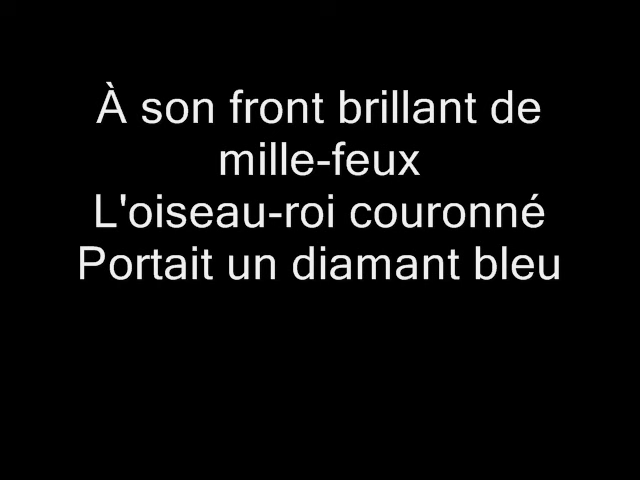 À son front brillant de
mille-feux
L'oiseau-roi couronné
Portait un diamant bleu